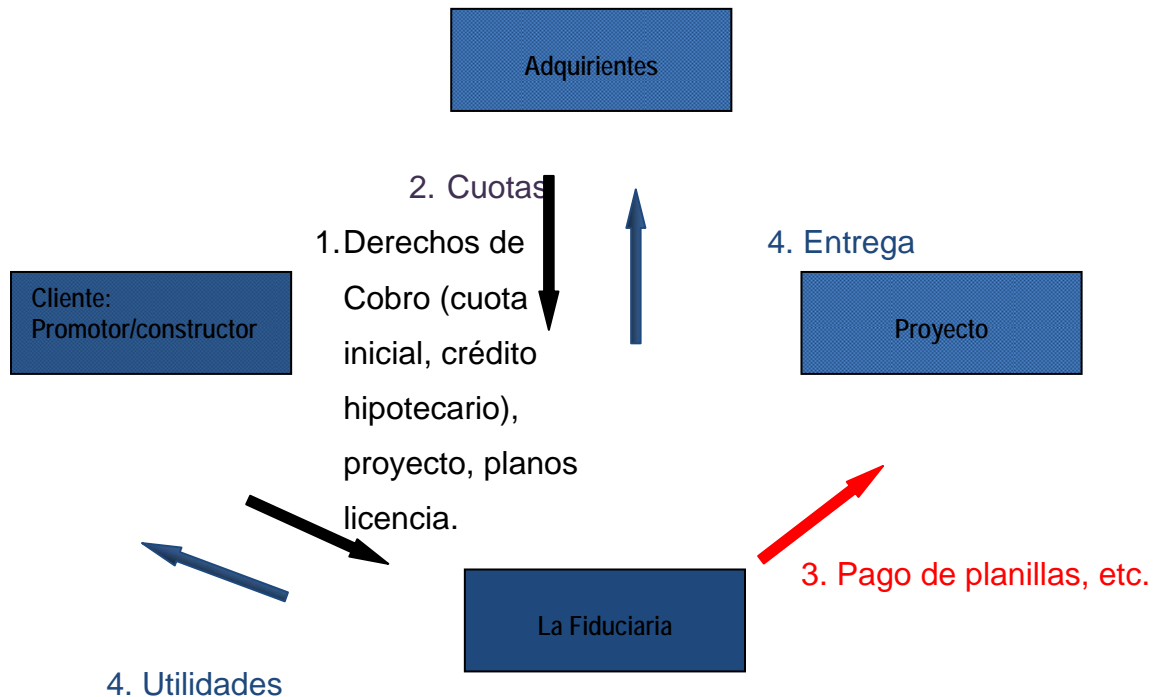 Adquirientes
2. Cuotas
1.Derechos de
Cobro (cuota
inicial, crédito
hipotecario),
proyecto, planos
licencia.
4. Entrega
Cliente:
Promotor/constructor
Proyecto
3. Pago de planillas, etc.
La Fiduciaria
4. Utilidades